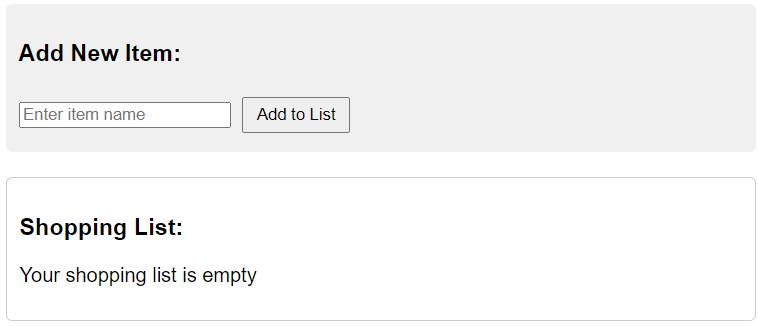 Add New Item:
Enter item name Add to List
Shopping List:
Your shopping list is empty